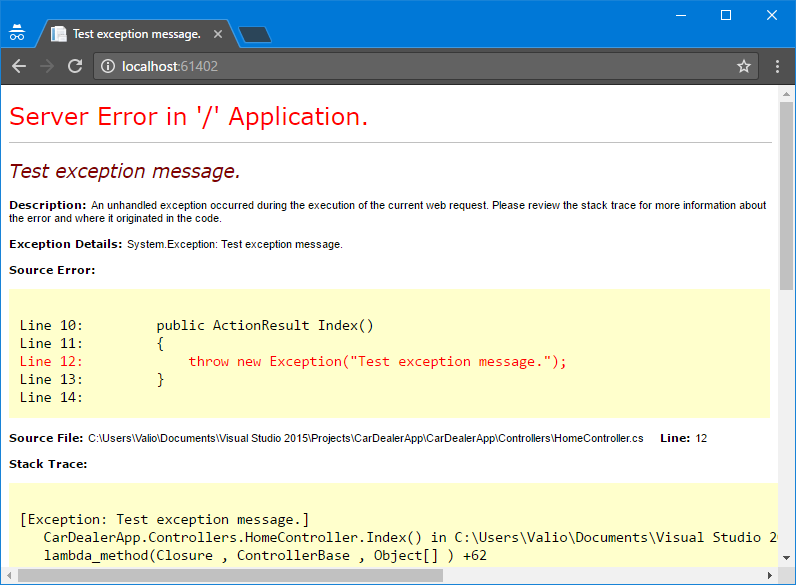 Test exception message.
localhost:61402
Server Error in '/' Application.
Test exception message.
Description: An unhandled exception occurred during the execution of the current web request. Please review the stack trace for more information about
the error and where it originated in the code.
Exception Details: System.Exception: Test exception message.
Source Error:
Line 10:         public ActionResult Index()
Line 11:         {
Line 12:             throw new Exception("Test exception message.");
Line 13:         }
Line 14:
Source File: C:\Users\Valio\Documents\Visual Studio 2015\Projects\CarDealerApp\CarDealerApp\Controllers\HomeController.cs    Line: 12
Stack Trace:
[Exception: Test exception message.]
   CarDealerApp.Controllers.HomeController.Index() in C:\Users\Valio\Documents\Visual Studio
   lambda_method(Closure , ControllerBase , Object[] ) +62